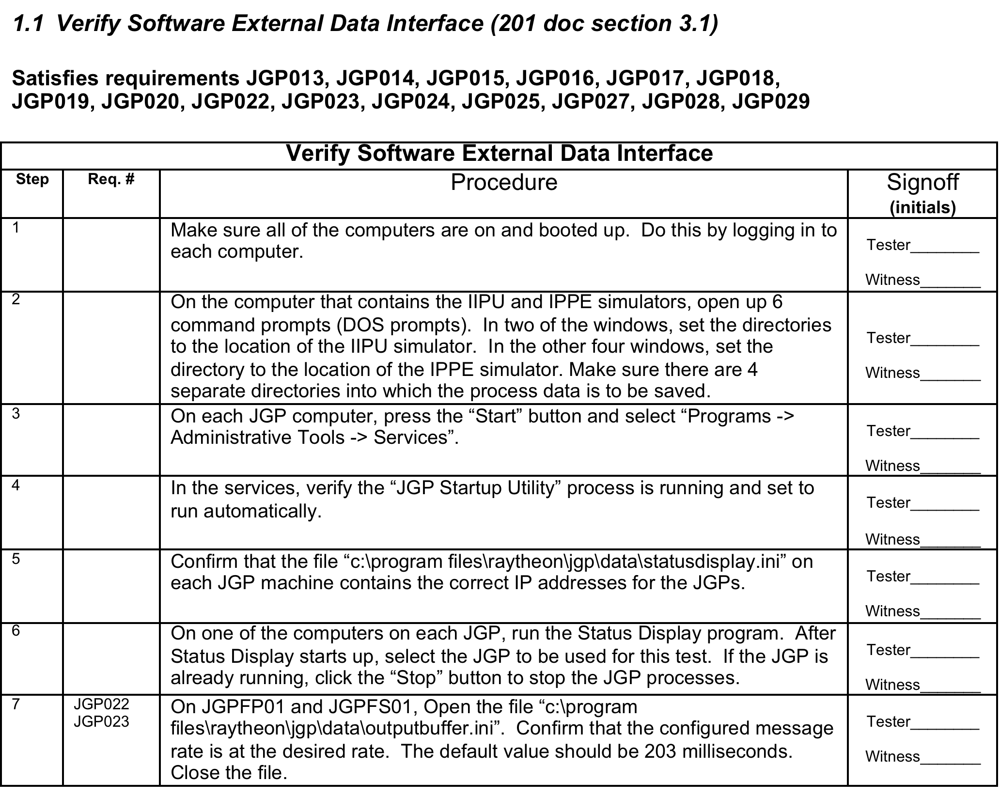 1.1 Verify Software External Data Interface (201 doc section 3.1)
Satisfies requirements JGP013, JGP014, JGP015, JGP016, JGP017, JGP018,
JGP019, JGP020, JGP022, JGP023, JGP024, JGP025, JGP027, JGP028, JGP029
Verify Software External Data Interface
Step Req. # Procedure Signoff
(initials)
1
Make sure all of the computers are on and booted up. Do this by logging in to
each computer.
Tester________
Witness_______
2
On the computer that contains the IIPU and IPPE simulators, open up 6
command prompts (DOS prompts). In two of the windows, set the directories
to the location of the IIPU simulator. In the other four windows, set the
directory to the location of the IPPE simulator. Make sure there are 4
separate directories into which the process data is to be saved.
Tester________
Witness_______
3
On each JGP computer, press the “Start” button and select “Programs ->
Administrative Tools -> Services”.
Tester________
Witness_______
4
In the services, verify the “JGP Startup Utility” process is running and set to
run automatically.
Tester________
Witness_______
5
Confirm that the file “c:\program files\raytheon\jgp\data\statusdisplay.ini” on
each JGP machine contains the correct IP addresses for the JGPs.
Tester________
Witness_______
6
On one of the computers on each JGP, run the Status Display program. After
Status Display starts up, select the JGP to be used for this test. If the JGP is
already running, click the “Stop” button to stop the JGP processes.
Tester________
Witness_______
7
JGP022
JGP023
On JGPFP01 and JGPFS01, Open the file “c:\program
files\raytheon\jgp\data\outputbuffer.ini”. Confirm that the configured message
rate is at the desired rate. The default value should be 203 milliseconds.
Close the file.
Tester________
Witness_______